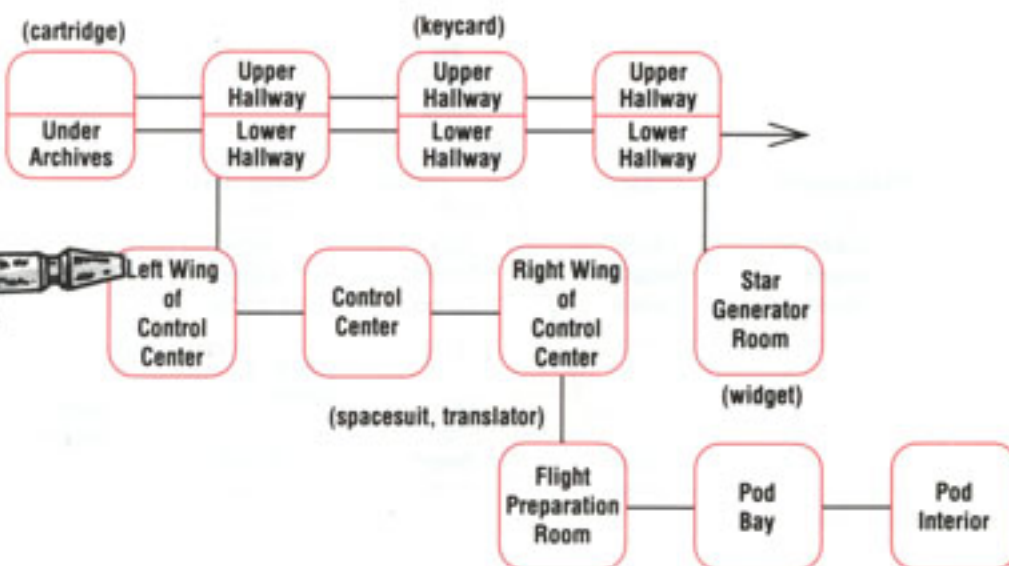 (cartridge)
(keycard)
Upper
Hallway
Upper
Hallway
Upper
Hallway
Under
Archives
Lower
Hallway
Lower
Hallway
Lower
Hallway
Left Wing
of
Control
Center
Control
Center
Right Wing
of
Control
Center
Star
Generator
Room
(widget)
(spacesuit, translator)
Flight
Preparation
Room
Pod
Bay
Pod
Interior